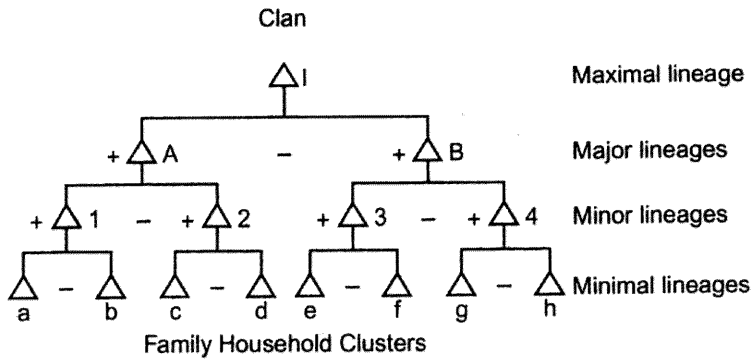 Clan
I Maximal lineage
+ A – + B Major lineages
+ 1 – + 2 + 3 – + 4 Minor lineages
– – – – Minimal lineages
a b c d e f g h
Family Household Clusters